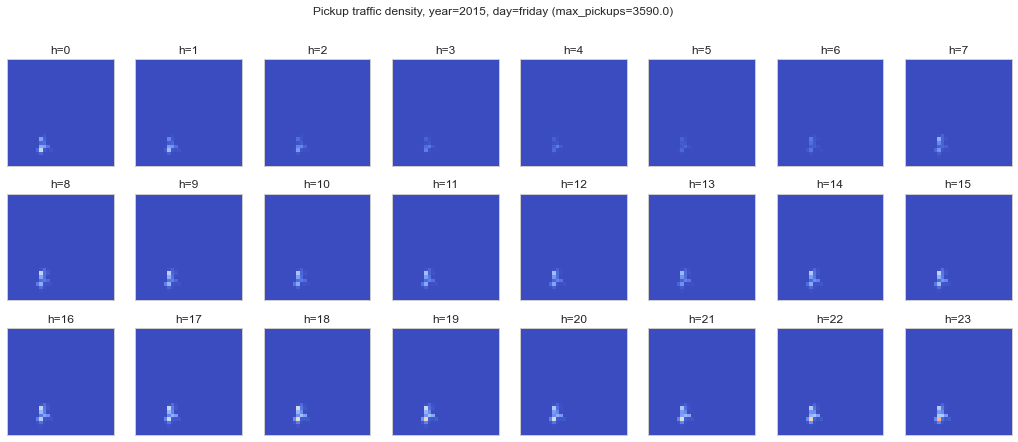 Pickup traffic density, year=2015, day=friday (max_pickups=3590.0)
h=0 h=1 h=2 h=3 h=4 h=5 h=6 h=7
h=8 h=9 h=10 h=11 h=12 h=13 h=14 h=15
h=16 h=17 h=18 h=19 h=20 h=21 h=22 h=23